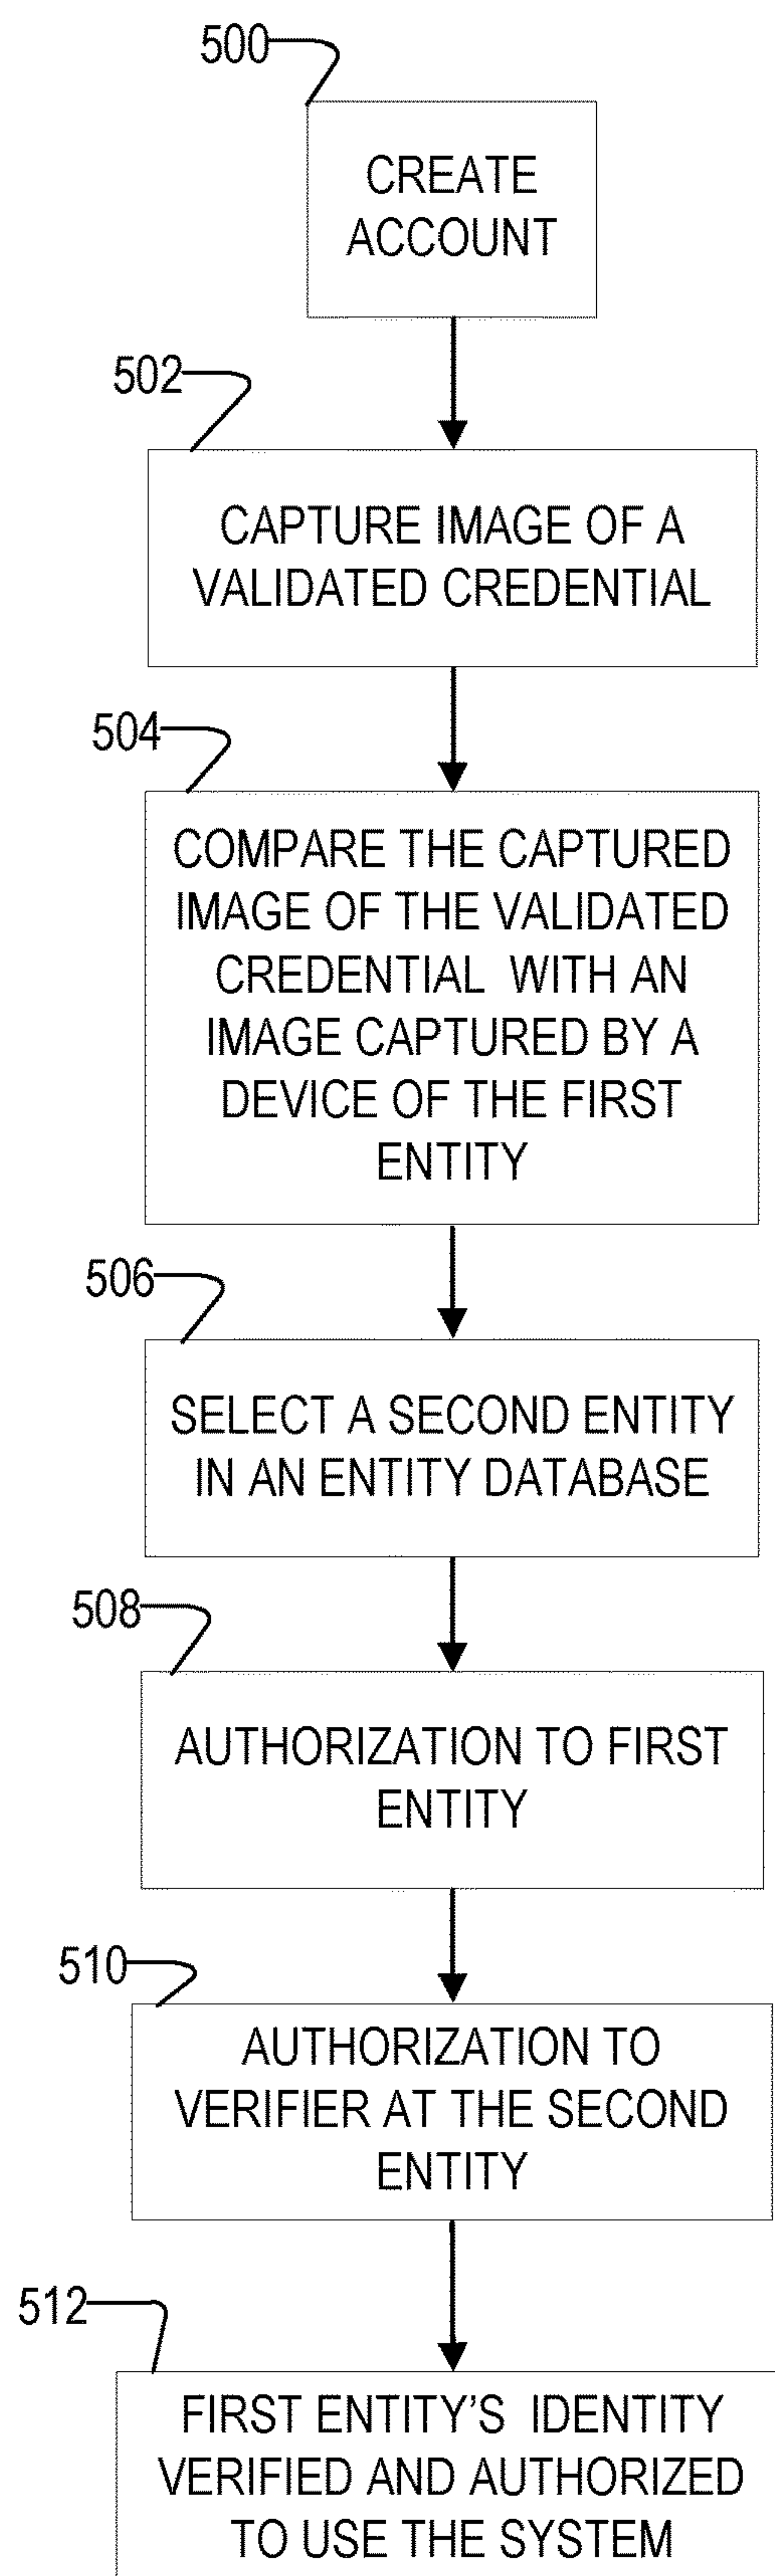 500
CREATE
ACCOUNT
502
CAPTURE IMAGE OF A
VALIDATED CREDENTIAL
504
COMPARE THE CAPTURED
IMAGE OF THE VALIDATED
CREDENTIAL WITH AN
IMAGE CAPTURED BY A
DEVICE OF THE FIRST
ENTITY
506
SELECT A SECOND ENTITY
IN AN ENTITY DATABASE
508
AUTHORIZATION TO FIRST
ENTITY
510
AUTHORIZATION TO
VERIFIER AT THE SECOND
ENTITY
512
FIRST ENTITY’S IDENTITY
VERIFIED AND AUTHORIZED
TO USE THE SYSTEM